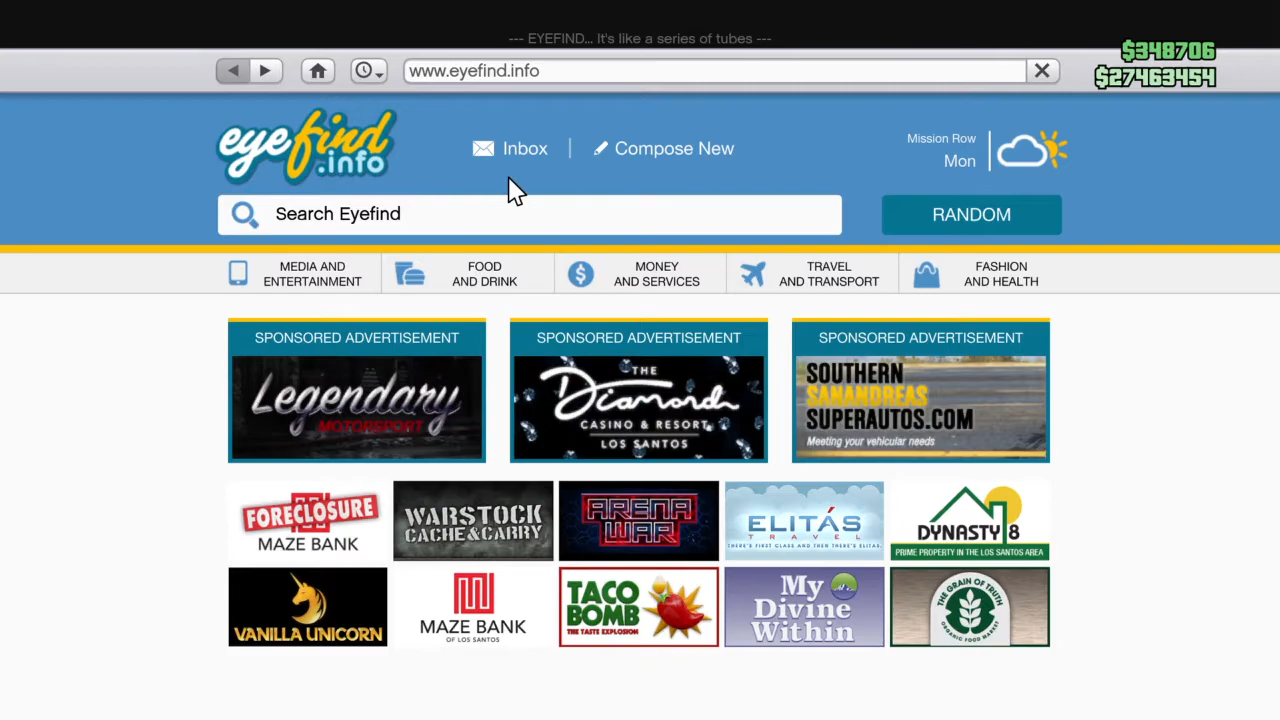 --- EYEFIND... It's like a series of tubes ---
$348706
$27463454
www.eyefind.info
eyefind
.info
Inbox
Compose New
Mission Row
Mon
Search Eyefind
RANDOM
MEDIA AND
ENTERTAINMENT
FOOD
AND DRINK
MONEY
AND SERVICES
TRAVEL
AND TRANSPORT
FASHION
AND HEALTH
SPONSORED ADVERTISEMENT
Legendary
MOTORSPORT
SPONSORED ADVERTISEMENT
THE
Diamond
CASINO & RESORT
LOS SANTOS
SPONSORED ADVERTISEMENT
SOUTHERN
SANANDREAS
SUPERAUTOS.COM
Meeting your vehicular needs
FORECLOSURE
MAZE BANK
WARSTOCK
CACHE&CARRY
ARENA
WAR
ELITÁS
TRAVEL
THERE'S FIRST CLASS AND THEN THERE'S ELITAS.
DYNASTY 8
PRIME PROPERTY IN THE LOS SANTOS AREA
VANILLA UNICORN
MAZE BANK
OF LOS SANTOS
TACO
BOMB
THE TASTE EXPLOSION
My
Divine
Within
THE GRAIN OF TRUTH
ORGANIC FOOD MARKET